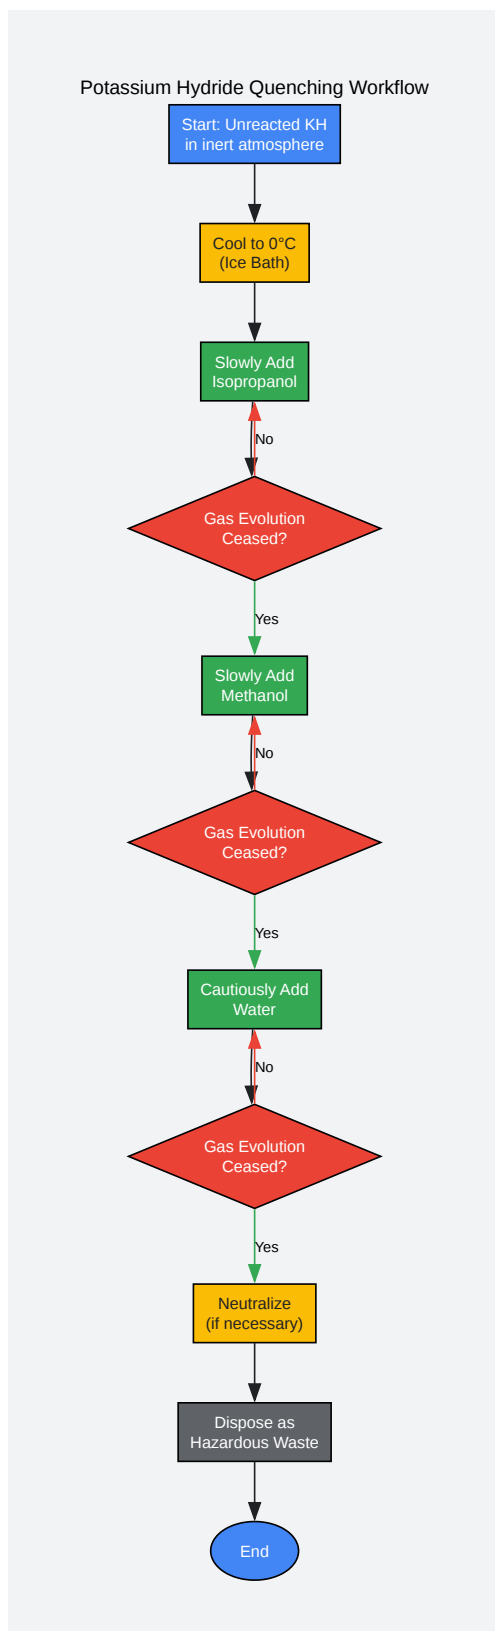 Potassium Hydride Quenching Workflow
Start: Unreacted KH
in inert atmosphere
Cool to 0°C
(Ice Bath)
Slowly Add
Isopropanol
No
Gas Evolution
Ceased?
Yes
Slowly Add
Methanol
No
Gas Evolution
Ceased?
Yes
Cautiously Add
Water
No
Gas Evolution
Ceased?
Yes
Neutralize
(if necessary)
Dispose as
Hazardous Waste
End